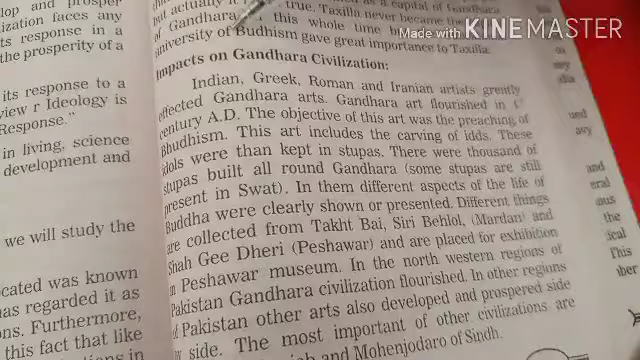 lop and prosper
ization faces any
ts response in a
the prosperity of a
its response to a
view r Ideology is
Response."
in living, science
development and
we will study the
cated was known
has regarded it as
ons. Furthermore,
this fact that like
as a capital of Gandhara
but actually it true. Taxilla never became the
of Gandhara this whole time
university of Budhism gave great importance to Taxilla.
Impacts on Gandhara Civilization:
Indian, Greek, Roman and Iranian artists greatly
effected Gandhara arts. Gandhara art flourished in
century A.D. The objective of this art was the preaching of
Bhudhism. This art includes the carving of idds. These
idols were than kept in stupas. There were thousand of
stupas built all round Gandhara (some stupas are still
present in Swat). In them different aspects of the life of
Buddha were clearly shown or presented. Different things
are collected from Takht Bai, Siri Behlol, (Mardan) and
Shah Gee Dheri (Peshawar) and are placed for exhibition
in Peshawar museum. In the north western regions of
Pakistan Gandhara civilization flourished. In other regions
of Pakistan other arts also developed and prospered side
by side. The most important of other civilizations are
and Mohenjodaro of Sindh.
and
the
This
Made with KINEMASTER